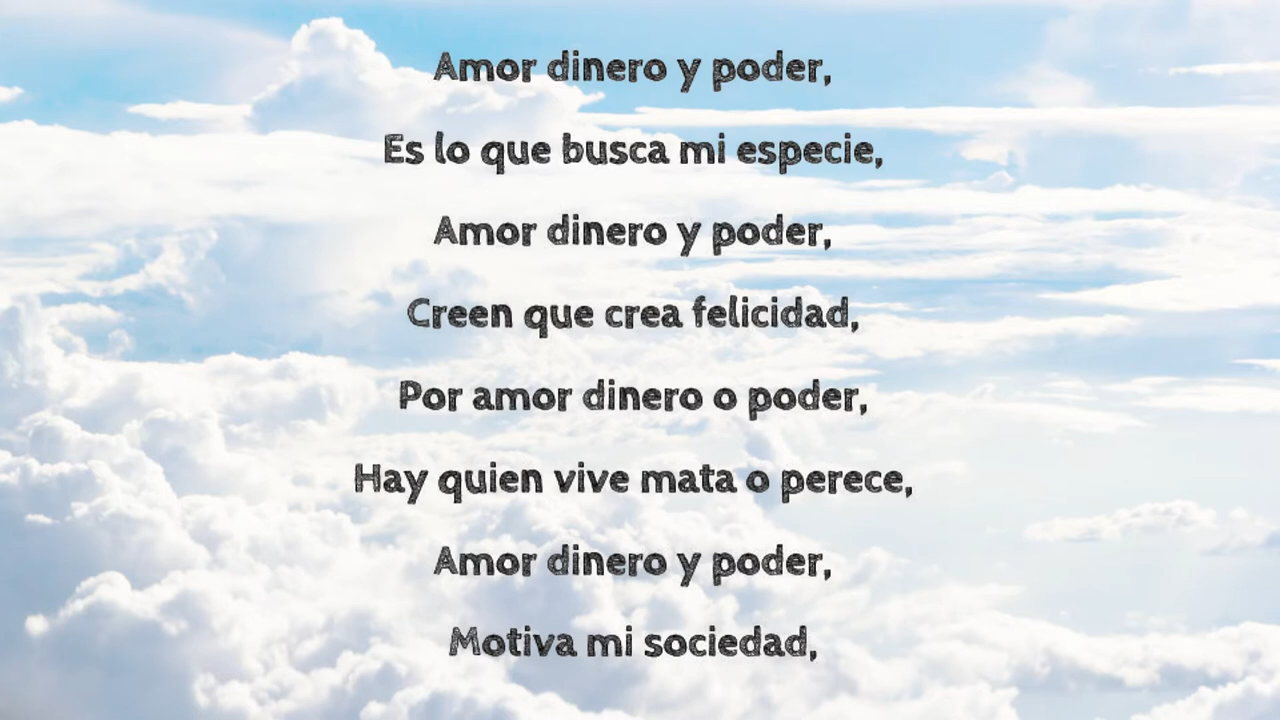 Amor dinero y poder,
Es lo que busca mi especie,
Amor dinero y poder,
Creen que crea felicidad,
Por amor dinero o poder,
Hay quien vive mata o perece,
Amor dinero y poder,
Motiva mi sociedad,